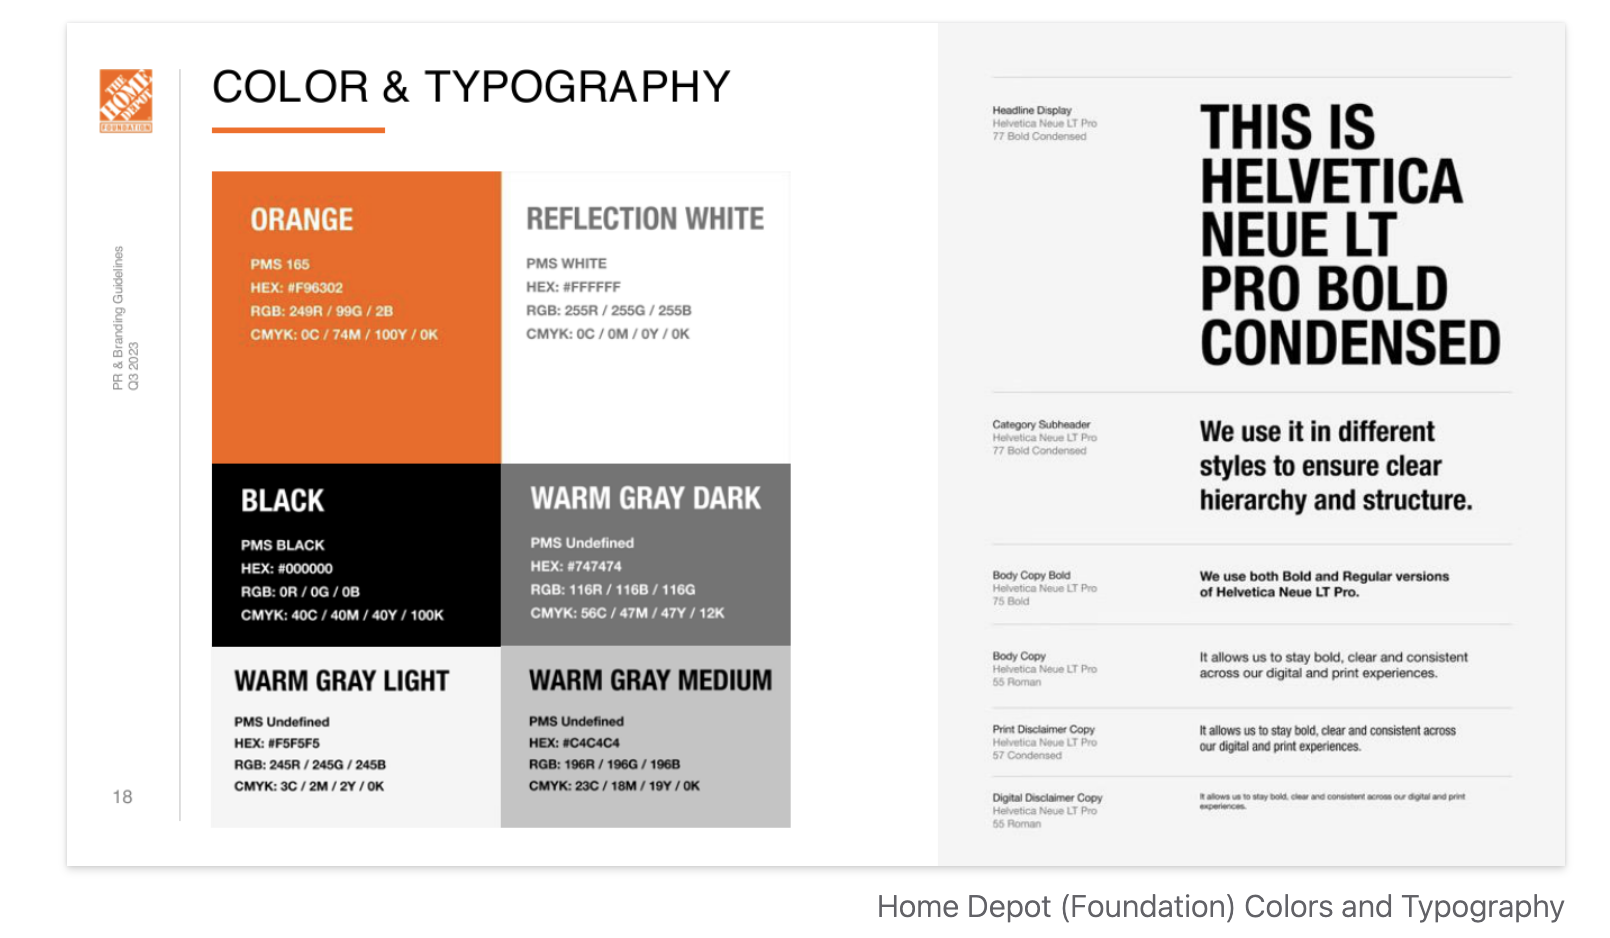 THE
HOME
DEPOT
FOUNDATION
COLOR & TYPOGRAPHY
PR & Branding Guidelines
Q3 2023
18
ORANGE
PMS 165
HEX: #F96302
RGB: 249R / 99G / 2B
CMYK: 0C / 74M / 100Y / 0K
REFLECTION WHITE
PMS WHITE
HEX: #FFFFFF
RGB: 255R / 255G / 255B
CMYK: 0C / 0M / 0Y / 0K
BLACK
PMS BLACK
HEX: #000000
RGB: 0R / 0G / 0B
CMYK: 40C / 40M / 40Y / 100K
WARM GRAY DARK
PMS Undefined
HEX: #747474
RGB: 116R / 116B / 116G
CMYK: 56C / 47M / 47Y / 12K
WARM GRAY LIGHT
PMS Undefined
HEX: #F5F5F5
RGB: 245R / 245G / 245B
CMYK: 3C / 2M / 2Y / 0K
WARM GRAY MEDIUM
PMS Undefined
HEX: #C4C4C4
RGB: 196R / 196G / 196B
CMYK: 23C / 18M / 19Y / 0K
Headline Display
Helvetica Neue LT Pro
77 Bold Condensed
THIS IS
HELVETICA
NEUE LT
PRO BOLD
CONDENSED
Category Subheader
Helvetica Neue LT Pro
77 Bold Condensed
We use it in different
styles to ensure clear
hierarchy and structure.
Body Copy Bold
Helvetica Neue LT Pro
75 Bold
We use both Bold and Regular versions
of Helvetica Neue LT Pro.
Body Copy
Helvetica Neue LT Pro
55 Roman
It allows us to stay bold, clear and consistent
across our digital and print experiences.
Print Disclaimer Copy
Helvetica Neue LT Pro
57 Condensed
It allows us to stay bold, clear and consistent across
our digital and print experiences.
Digital Disclaimer Copy
Helvetica Neue LT Pro
55 Roman
It allows us to stay bold, clear and consistent across our digital and print
experiences.
Home Depot (Foundation) Colors and Typography